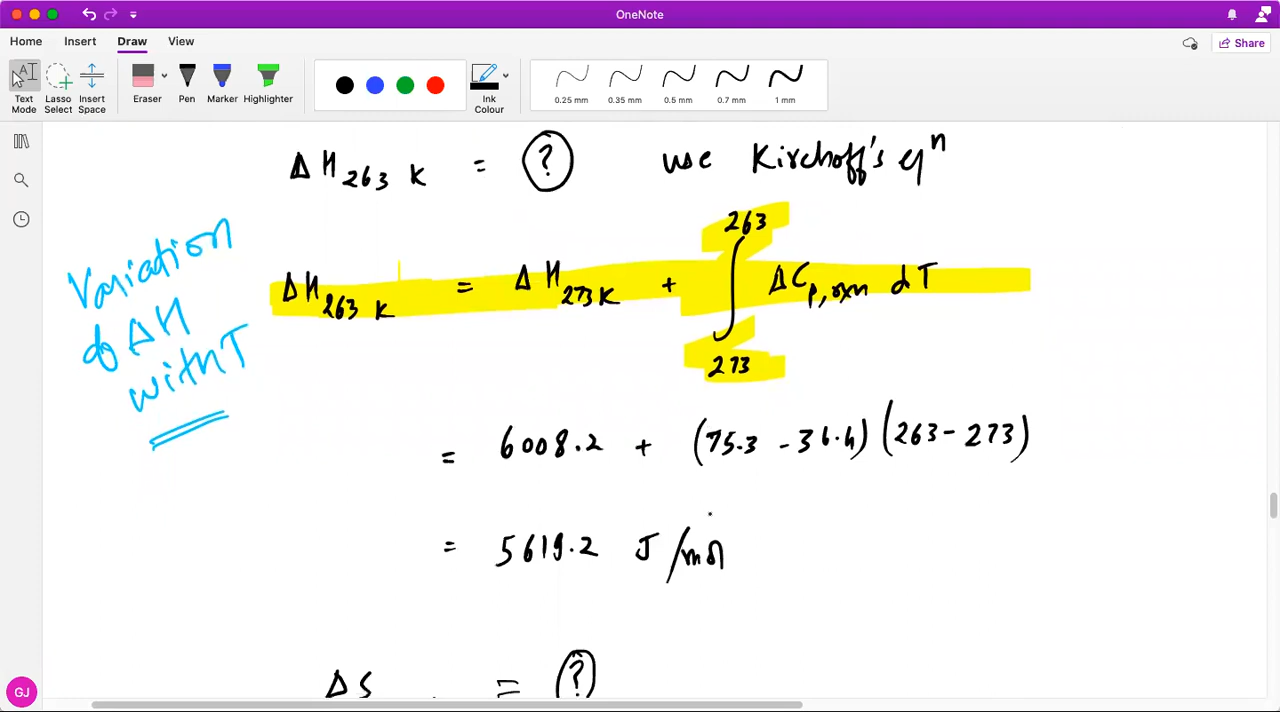 OneNote
Home Insert Draw View
Share
Text Mode
Lasso Select
Insert Space
Eraser
Pen
Marker
Highlighter
Ink Colour
0.25 mm
0.35 mm
0.5 mm
0.7 mm
1 mm
ΔH263 K = ? use Kirchoff's eqn
Variation
of ΔH
with T
ΔH263 K = ΔH273K + ∫ 273 263 ΔCp,rxn dT
= 6008.2 + (75.3 - 36.4) (263 - 273)
= 5619.2 J/mol
ΔS = ?
GJ